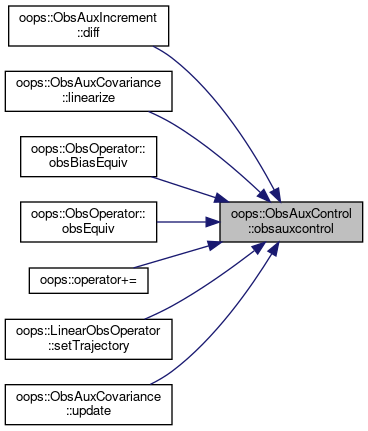 oops::ObsAuxIncrement
::diff
oops::ObsAuxCovariance
::linearize
oops::ObsOperator::
obsBiasEquiv
oops::ObsAuxControl
::obsauxcontrol
oops::ObsOperator::
obsEquiv
oops::operator+=
oops::LinearObsOperator
::setTrajectory
oops::ObsAuxCovariance
::update